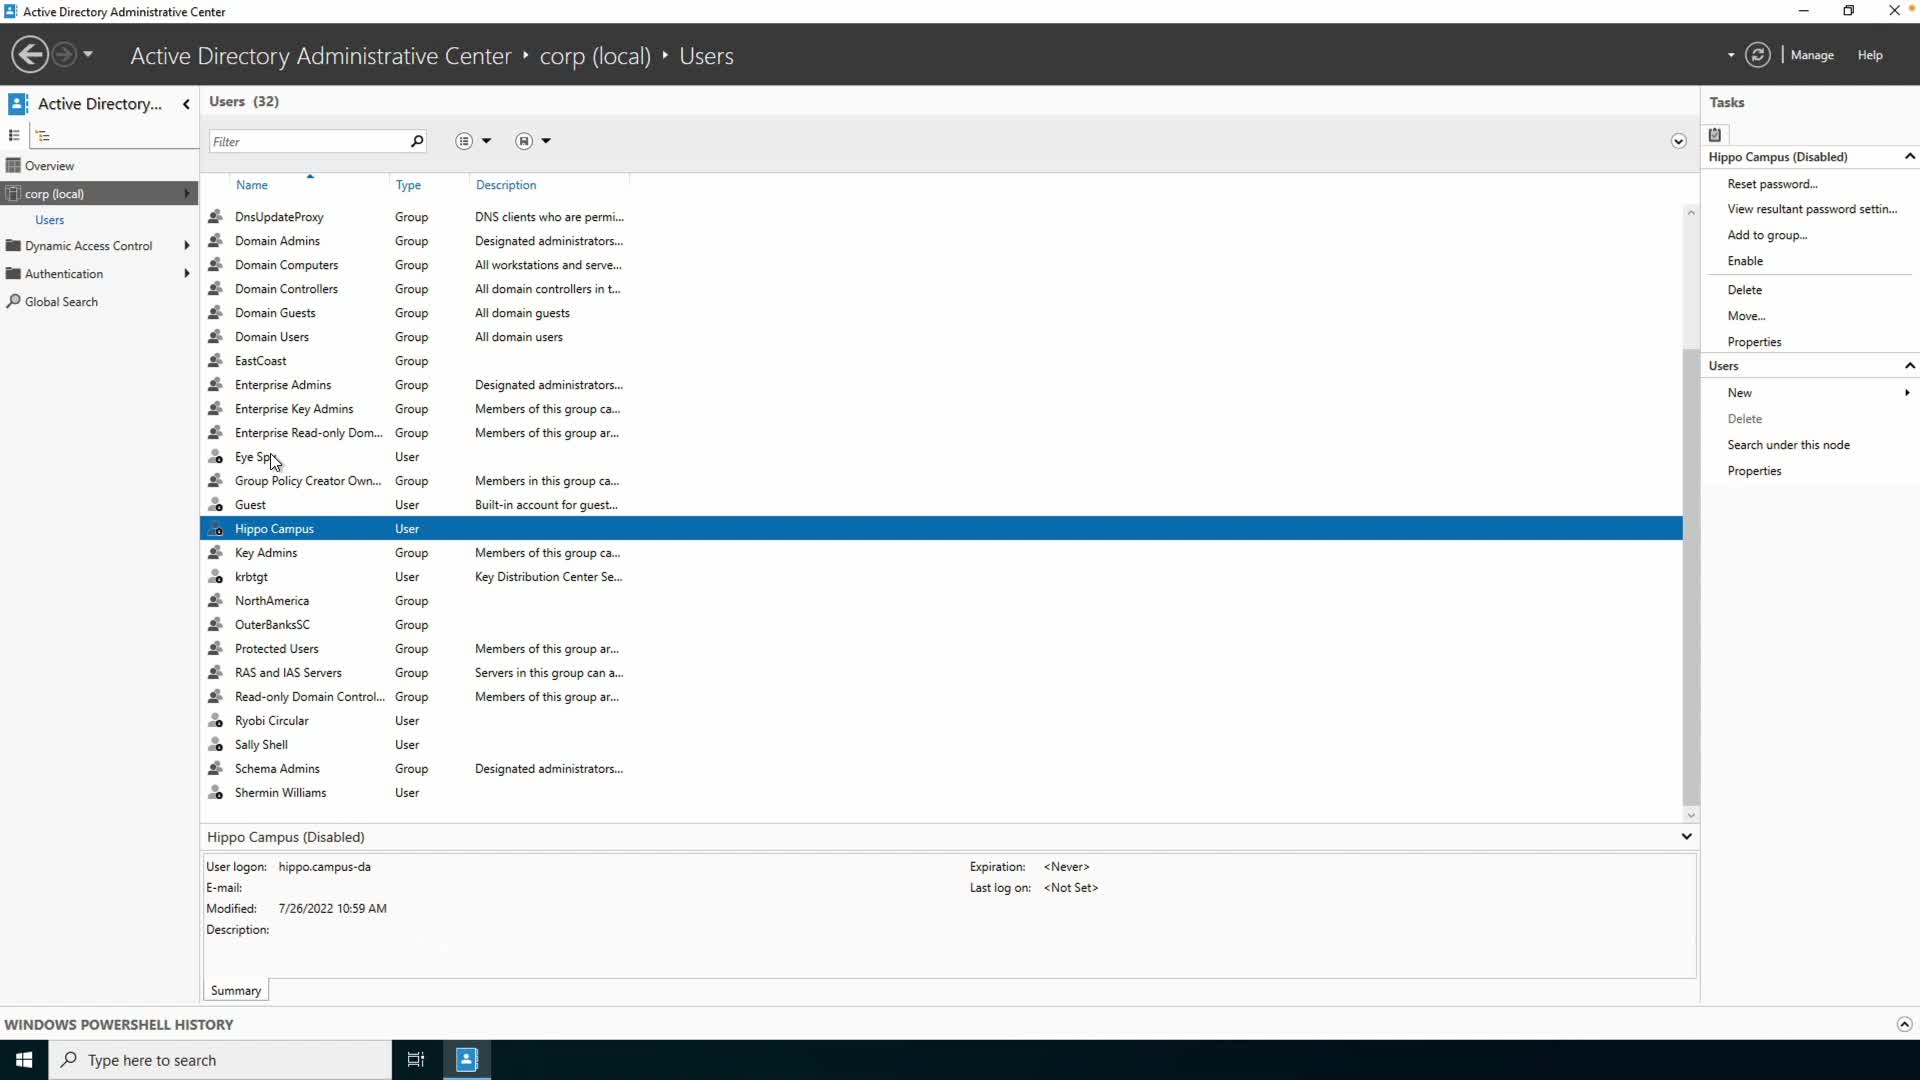 Active Directory Administrative Center
Active Directory Administrative Center • corp (local) • Users
Manage Help
Active Directory...
Overview
corp (local)
Users
Dynamic Access Control
Authentication
Global Search
Users (32)
Filter
Name Type Description
DnsUpdateProxy Group DNS clients who are permi...
Domain Admins Group Designated administrators...
Domain Computers Group All workstations and serve...
Domain Controllers Group All domain controllers in t...
Domain Guests Group All domain guests
Domain Users Group All domain users
EastCoast Group
Enterprise Admins Group Designated administrators...
Enterprise Key Admins Group Members of this group ca...
Enterprise Read-only Dom... Group Members of this group ar...
Eye Spy User
Group Policy Creator Own... Group Members in this group ca...
Guest User Built-in account for guest...
Hippo Campus User
Key Admins Group Members of this group ca...
krbtgt User Key Distribution Center Se...
NorthAmerica Group
OuterBanksSC Group
Protected Users Group Members of this group ar...
RAS and IAS Servers Group Servers in this group can a...
Read-only Domain Control... Group Members of this group ar...
Ryobi Circular User
Sally Shell User
Schema Admins Group Designated administrators...
Shermin Williams User
Hippo Campus (Disabled)
User logon: hippo.campus-da Expiration: <Never>
E-mail: Last log on: <Not Set>
Modified: 7/26/2022 10:59 AM
Description:
Summary
Tasks
Hippo Campus (Disabled)
Reset password...
View resultant password settin...
Add to group...
Enable
Delete
Move...
Properties
Users
New
Delete
Search under this node
Properties
WINDOWS POWERSHELL HISTORY
Type here to search